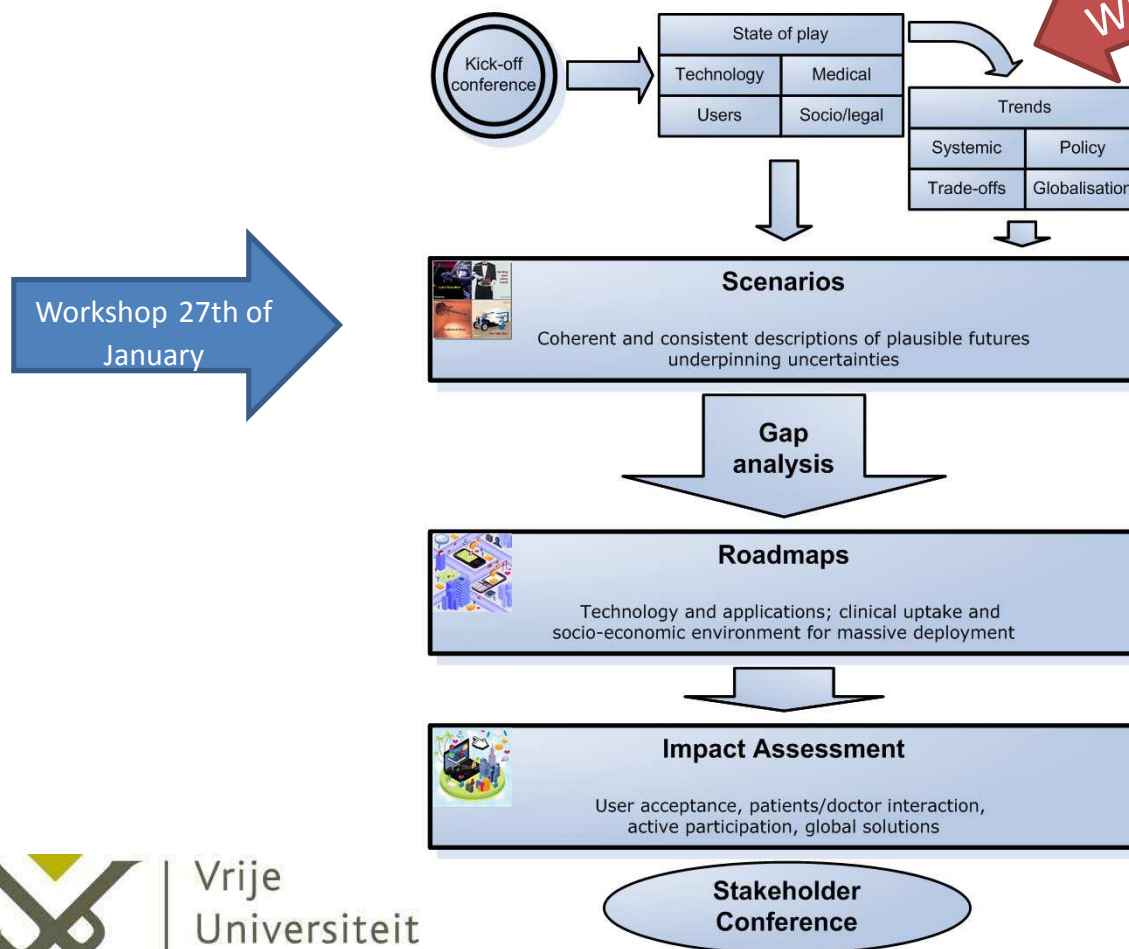 Kick-off
conference
State of play
Technology
Medical
Users
Socio/legal
Trends
Systemic
Policy
Trade-offs
Globalisation
Workshop 27th of
January
Scenarios
Coherent and consistent descriptions of plausible futures
underpinning uncertainties
Gap
analysis
Roadmaps
Technology and applications; clinical uptake and
socio-economic environment for massive deployment
Impact Assessment
User acceptance, patients/doctor interaction,
active participation, global solutions
Stakeholder
Conference
Vrije
Universiteit